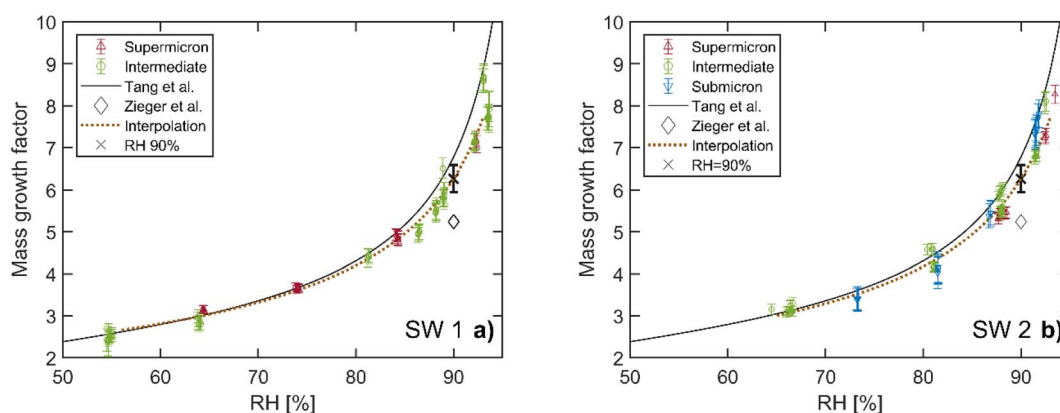 10
9
8
7
6
5
4
3
2
Mass growth factor
Supermicron
Intermediate
Tang et al.
Zieger et al.
Interpolation
RH 90%
SW 1 a)
50 60 70 80 90
RH [%]
10
9
8
7
6
5
4
3
2
Mass growth factor
Supermicron
Intermediate
Submicron
Tang et al.
Zieger et al.
Interpolation
RH=90%
SW 2 b)
50 60 70 80 90
RH [%]